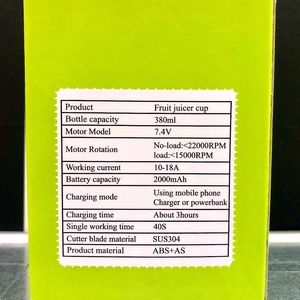 Product Fruit juicer cup
Bottle capacity 380ml
Motor Model 7.4V
Motor Rotation No-load:<22000RPM
load:<15000RPM
Working current 10-18A
Battery capacity 2000mAh
Charging mode Using mobile phone
Charger or powerbank
Charging time About 3hours
Single working time 40S
Cutter blade material SUS304
Product material ABS+AS